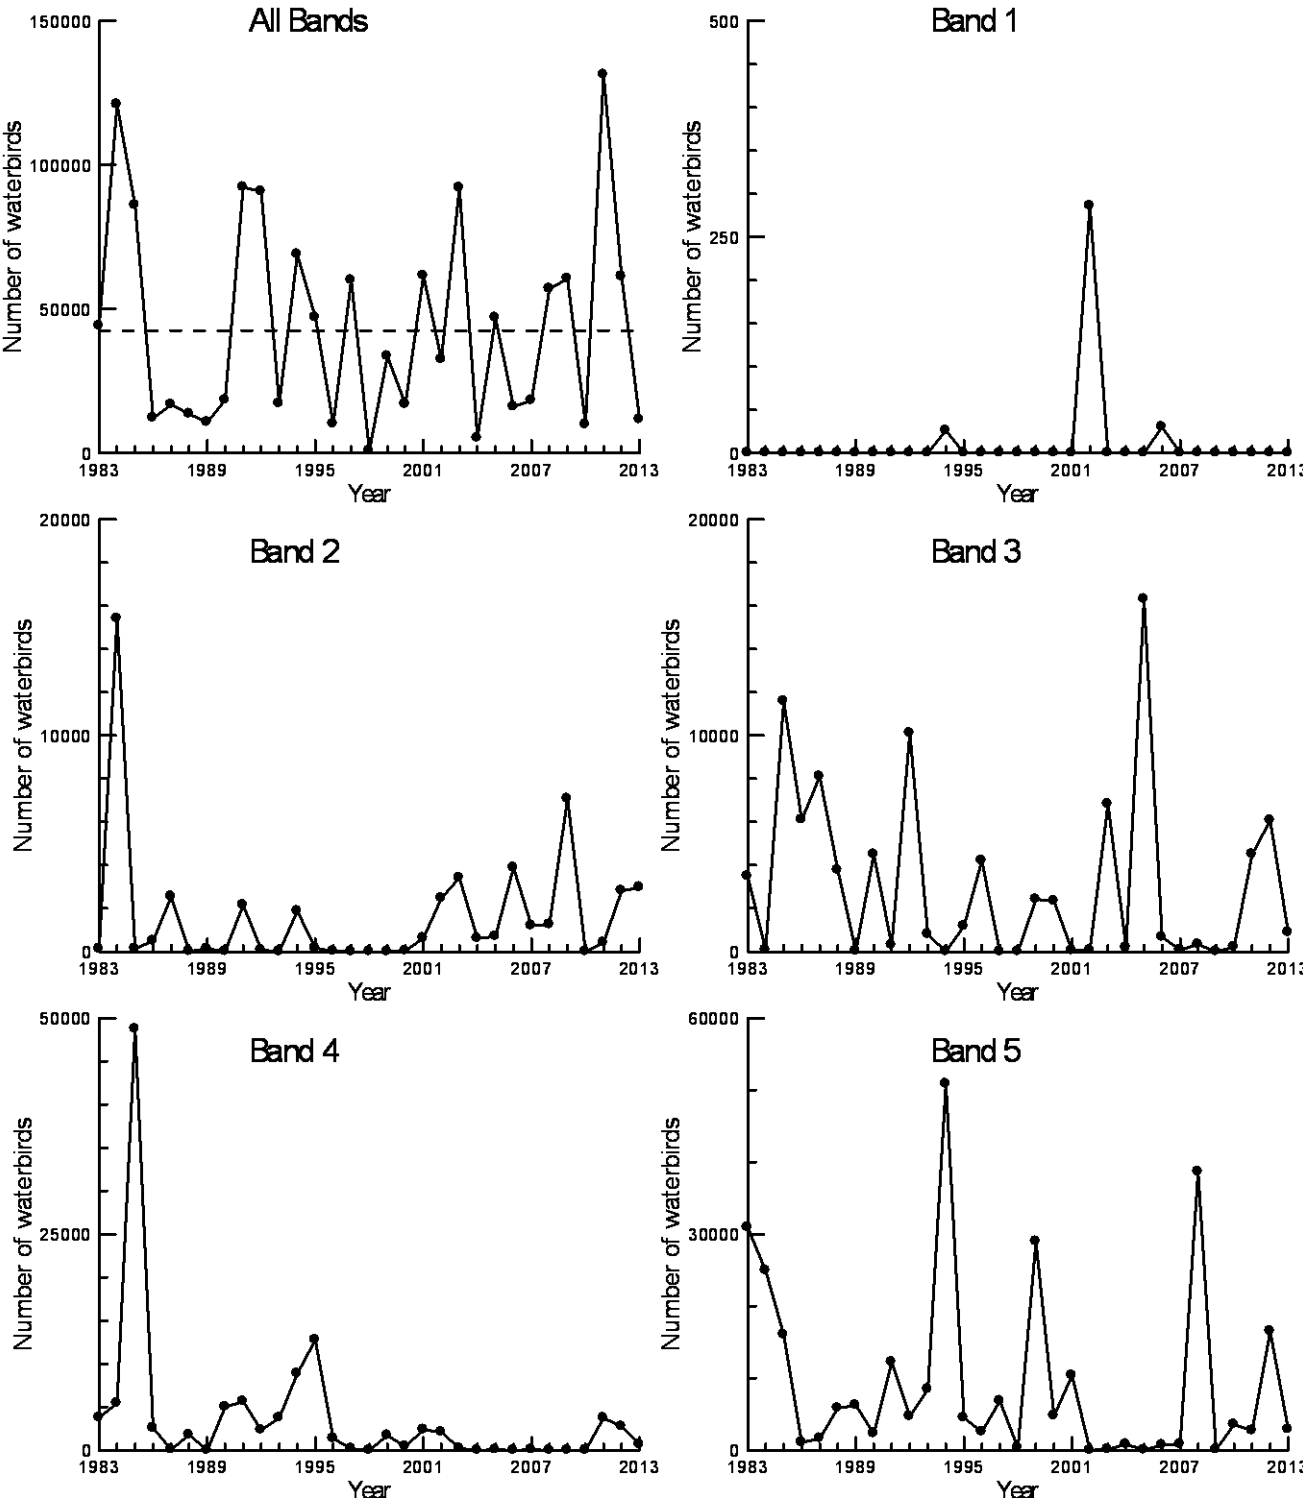 All Bands
150000
100000
50000
0
Number of waterbirds
1983 1989 1995 2001 2007 2013
Year
Band 1
500
250
0
Number of waterbirds
1983 1989 1995 2001 2007 2013
Year
Band 2
20000
10000
0
Number of waterbirds
1983 1989 1995 2001 2007 2013
Year
Band 3
20000
10000
0
Number of waterbirds
1983 1989 1995 2001 2007 2013
Year
Band 4
50000
25000
0
Number of waterbirds
1983 1989 1995 2001 2007 2013
Year
Band 5
60000
30000
0
Number of waterbirds
1983 1989 1995 2001 2007 2013
Year